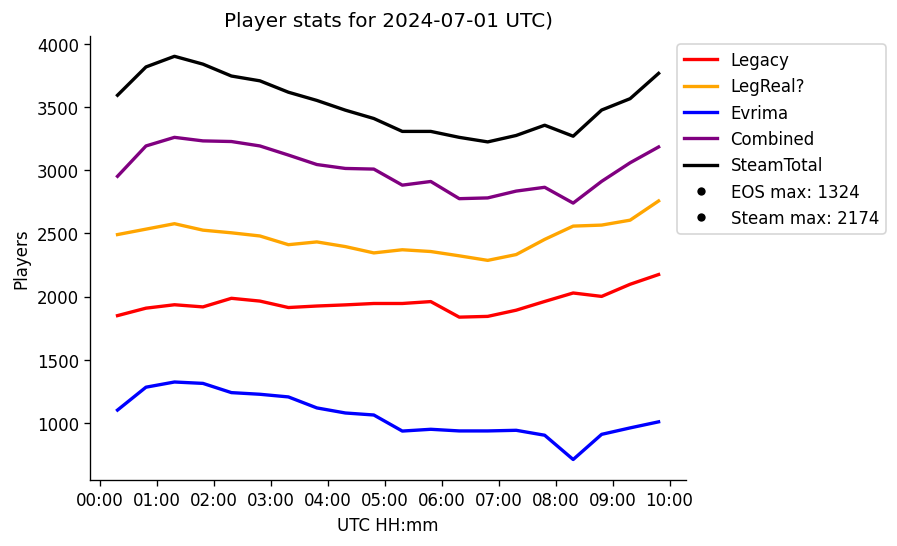 Player stats for 2024-07-01 UTC)
4000
3500
3000
2500
2000
1500
1000
Players
00:00 01:00 02:00 03:00 04:00 05:00 06:00 07:00 08:00 09:00 10:00
UTC HH:mm
Legacy
LegReal?
Evrima
Combined
SteamTotal
EOS max: 1324
Steam max: 2174